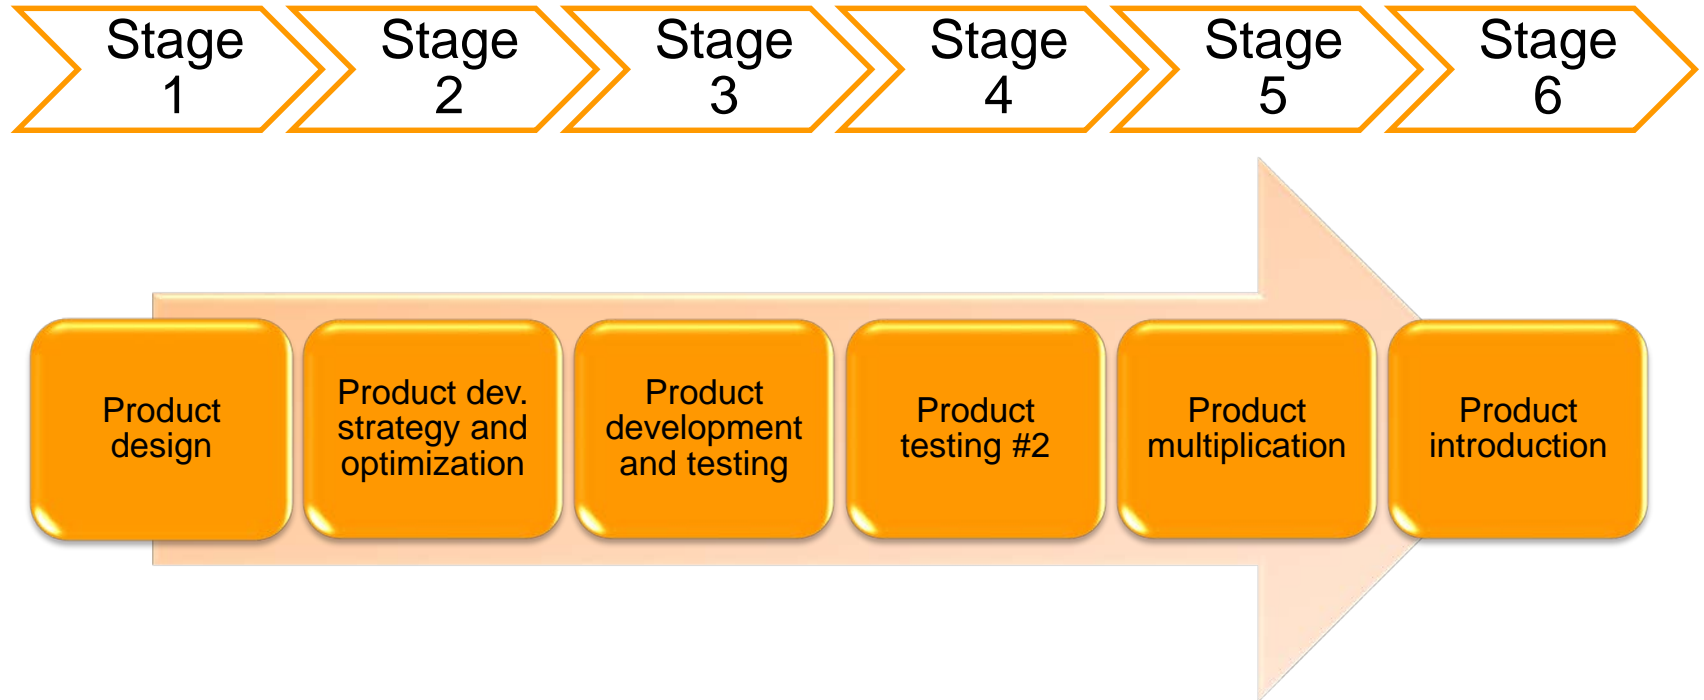 Stage
1
Stage
2
Stage
3
Stage
4
Stage
5
Stage
6
Product
design
Product dev.
strategy and
optimization
Product
development
and testing
Product
testing #2
Product
multiplication
Product
introduction